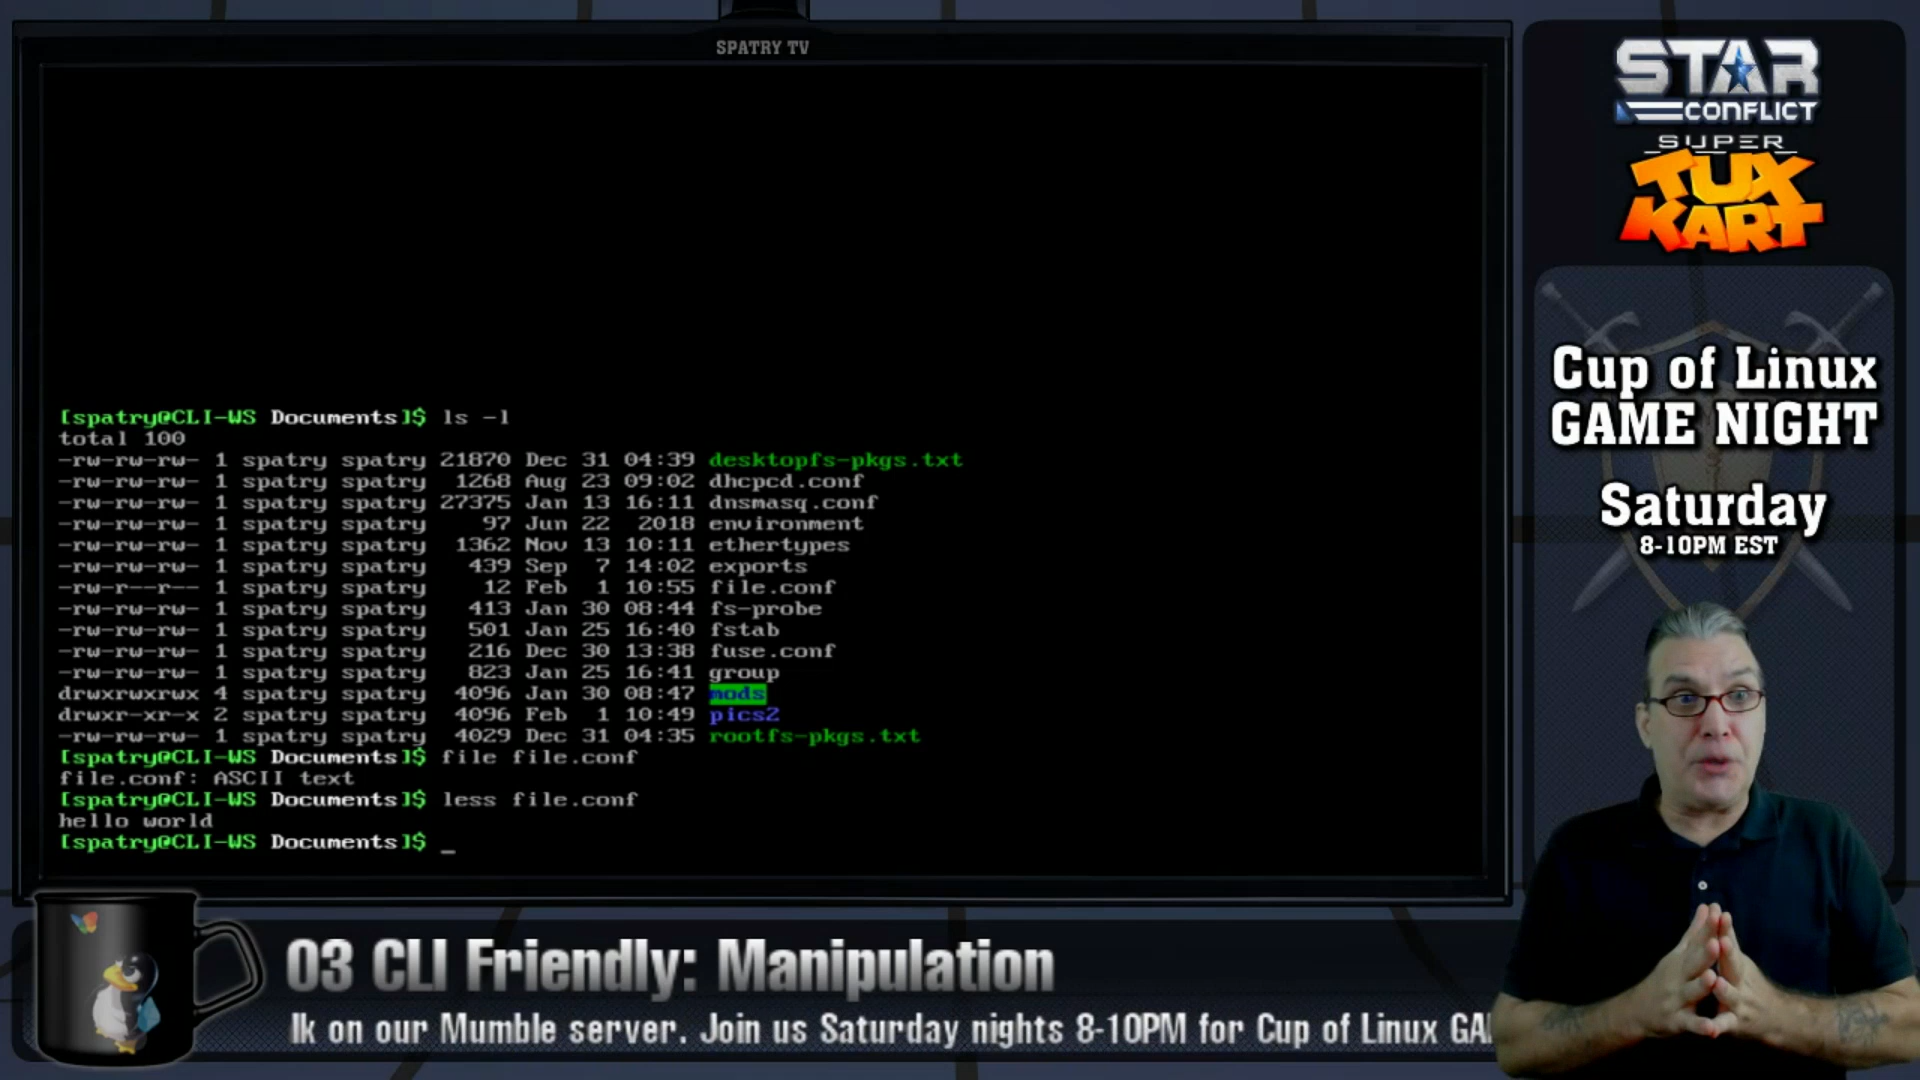 SPATRY TV
[spatry@CLI-WS Documents]$ ls -l
total 100
-rw-rw-rw- 1 spatry spatry 21870 Dec 31 04:39 desktopfs-pkgs.txt
-rw-rw-rw- 1 spatry spatry  1268 Aug 23 09:02 dhcpcd.conf
-rw-rw-rw- 1 spatry spatry 27375 Jan 13 16:11 dnsmasq.conf
-rw-rw-rw- 1 spatry spatry    97 Jun 22  2018 environment
-rw-rw-rw- 1 spatry spatry  1362 Nov 13 10:11 ethertypes
-rw-rw-rw- 1 spatry spatry   439 Sep  7 14:02 exports
-rw-r--r-- 1 spatry spatry    12 Feb  1 10:55 file.conf
-rw-rw-rw- 1 spatry spatry   413 Jan 30 08:44 fs-probe
-rw-rw-rw- 1 spatry spatry   501 Jan 25 16:40 fstab
-rw-rw-rw- 1 spatry spatry   216 Dec 30 13:38 fuse.conf
-rw-rw-rw- 1 spatry spatry   823 Jan 25 16:41 group
drwxrwxrwx 4 spatry spatry  4096 Jan 30 08:47 mods
drwxr-xr-x 2 spatry spatry  4096 Feb  1 10:49 pics2
-rw-rw-rw- 1 spatry spatry  4029 Dec 31 04:35 rootfs-pkgs.txt
[spatry@CLI-WS Documents]$ file file.conf
file.conf: ASCII text
[spatry@CLI-WS Documents]$ less file.conf
hello world
[spatry@CLI-WS Documents]$ _
STAR
CONFLICT
SUPER
TUX
KART
Cup of Linux
GAME NIGHT
Saturday
8-10PM EST
03 CLI Friendly: Manipulation
lk on our Mumble server. Join us Saturday nights 8-10PM for Cup of Linux GA